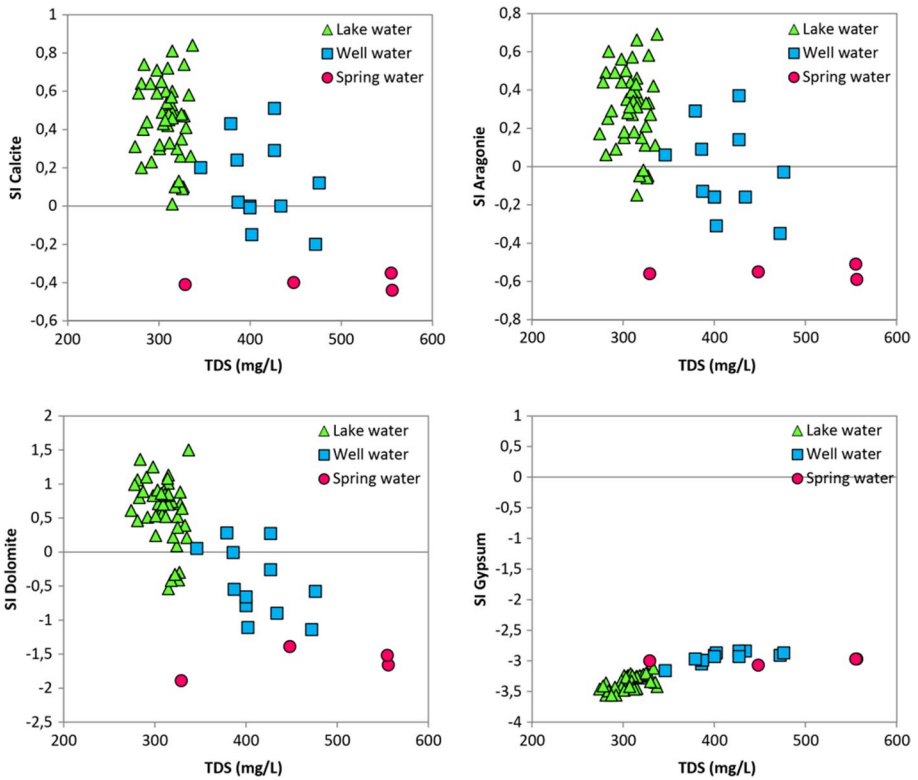 SI Calcite
1
0,8
0,6
0,4
0,2
0
-0,2
-0,4
-0,6
200
300
400
500
600
TDS (mg/L)
Lake water
Well water
Spring water
SI Aragonie
0,8
0,6
0,4
0,2
0
-0,2
-0,4
-0,6
-0,8
200
300
400
500
600
TDS (mg/L)
Lake water
Well water
Spring water
SI Dolomite
2
1,5
1
0,5
0
-0,5
-1
-1,5
-2
-2,5
200
300
400
500
600
TDS (mg/L)
Lake water
Well water
Spring water
SI Gypsum
1
0,5
0
-0,5
-1
-1,5
-2
-2,5
-3
-3,5
-4
200
300
400
500
600
TDS (mg/L)
Lake water
Well water
Spring water